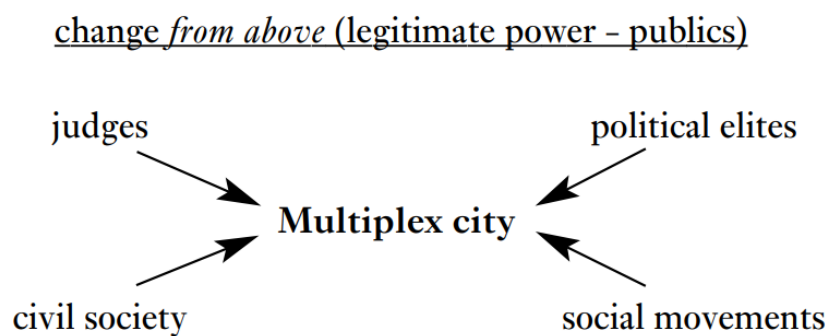 change from above (legitimate power – publics)
judges political elites
Multiplex city
civil society social movements